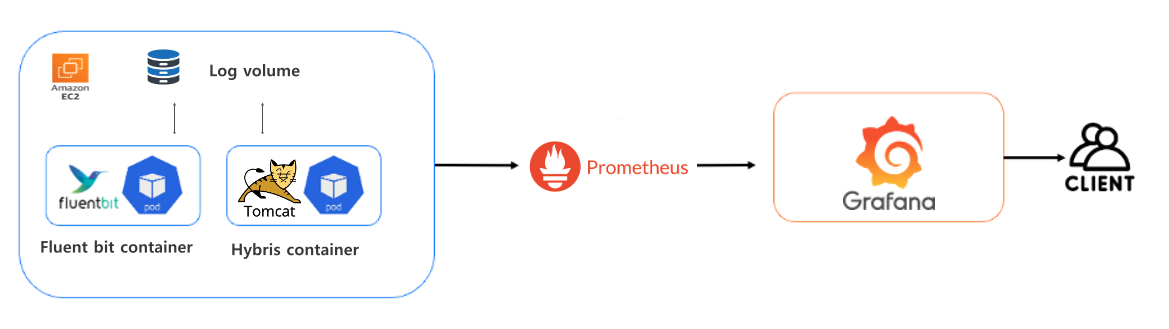 Amazon
EC2
Log volume
fluentbit
pod
Tomcat
pod
Fluent bit container
Hybris container
Prometheus
Grafana
CLIENT